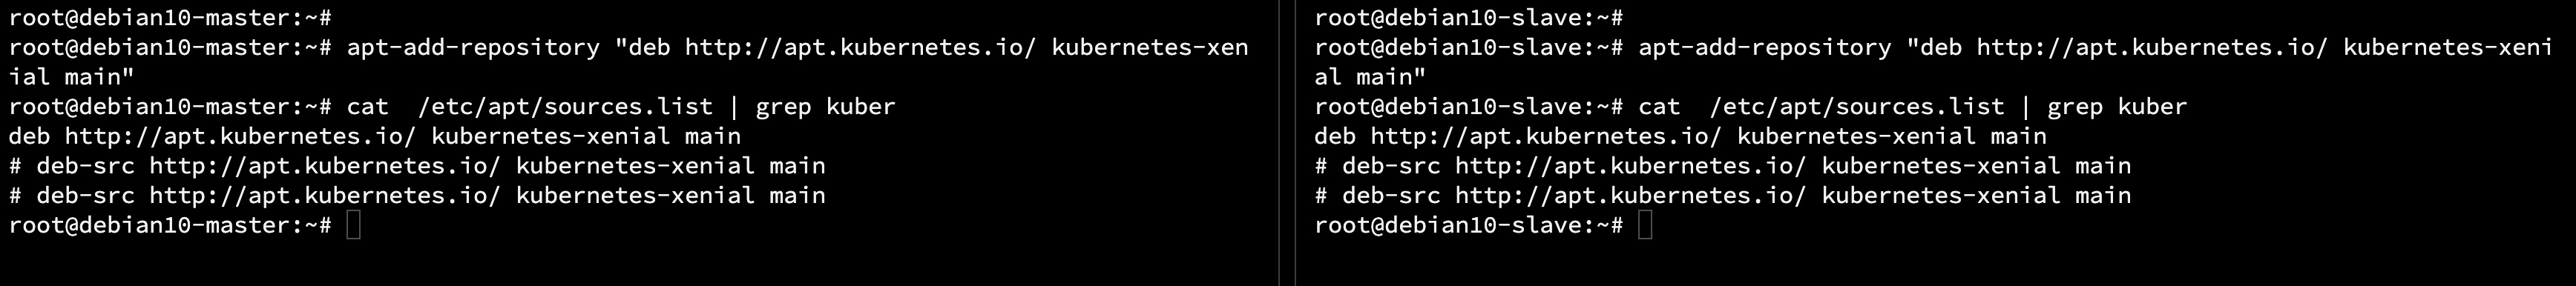 root@debian10-master:~#
root@debian10-master:~# apt-add-repository "deb http://apt.kubernetes.io/ kubernetes-xen
ial main"
root@debian10-master:~# cat  /etc/apt/sources.list | grep kuber
deb http://apt.kubernetes.io/ kubernetes-xenial main
# deb-src http://apt.kubernetes.io/ kubernetes-xenial main
# deb-src http://apt.kubernetes.io/ kubernetes-xenial main
root@debian10-master:~#
root@debian10-slave:~#
root@debian10-slave:~# apt-add-repository "deb http://apt.kubernetes.io/ kubernetes-xeni
al main"
root@debian10-slave:~# cat  /etc/apt/sources.list | grep kuber
deb http://apt.kubernetes.io/ kubernetes-xenial main
# deb-src http://apt.kubernetes.io/ kubernetes-xenial main
# deb-src http://apt.kubernetes.io/ kubernetes-xenial main
root@debian10-slave:~#